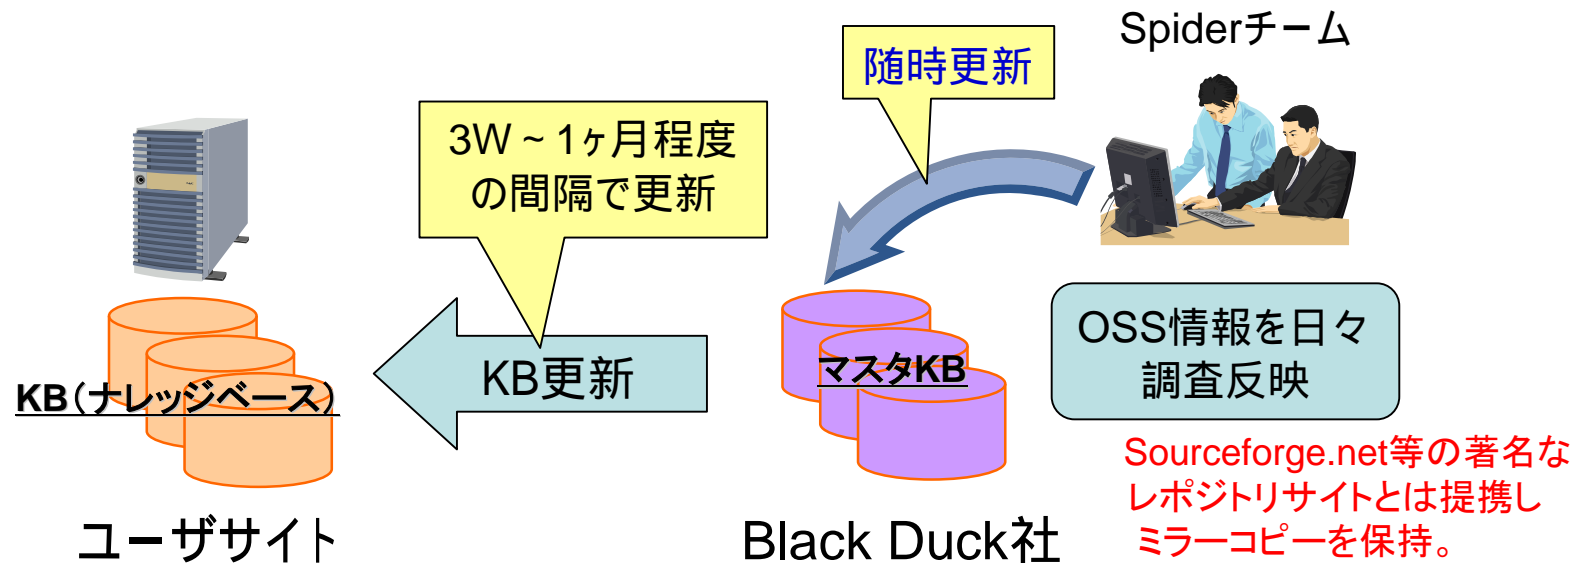 Spiderチーム
随時更新
3W～1ヶ月程度
の間隔で更新
KB更新
KB（ナレッジベース）
マスタKB
OSS情報を日々
調査反映
Sourceforge.net等の著名な
レポジトリサイトとは提携し
ミラーコピーを保持。
ユーザサイト
Black Duck社